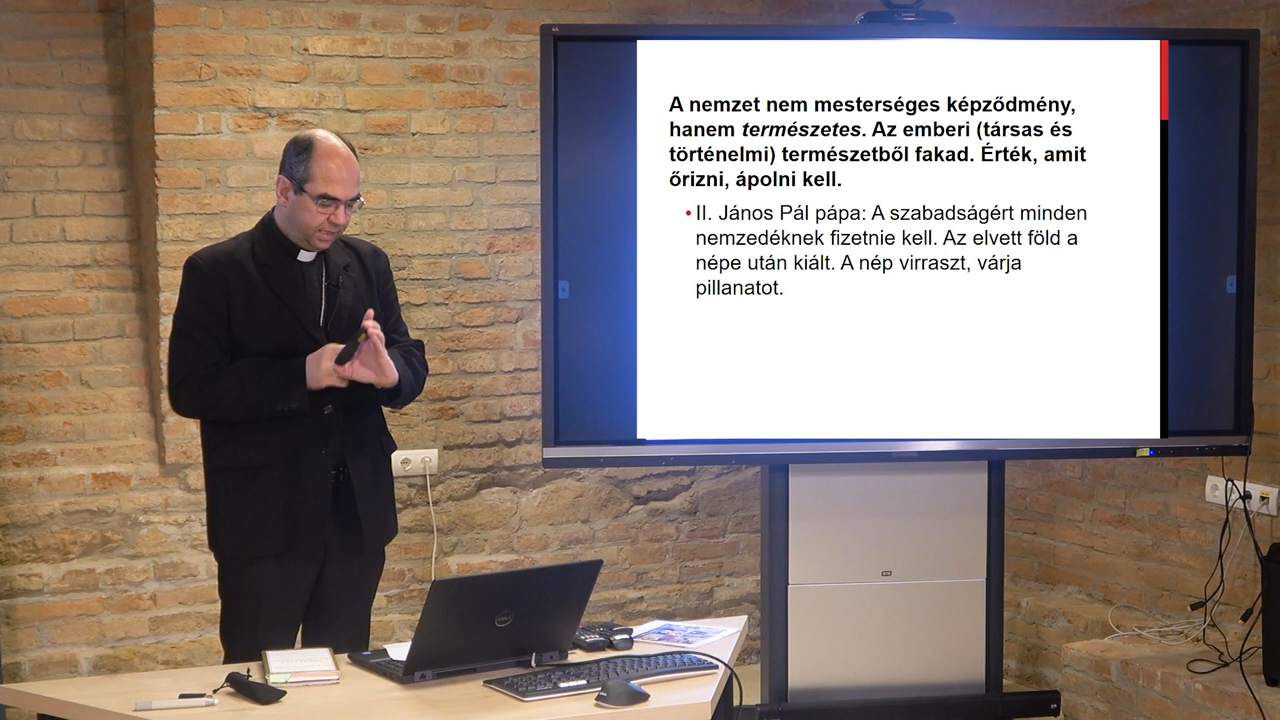 A nemzet nem mesterséges képződmény,
hanem természetes. Az emberi (társas és
történelmi) természetből fakad. Érték, amit
őrizni, ápolni kell.
• II. János Pál pápa: A szabadságért minden
nemzedéknek fizetnie kell. Az elvett föld a
népe után kiált. A nép virraszt, várja
pillanatot.
DELL